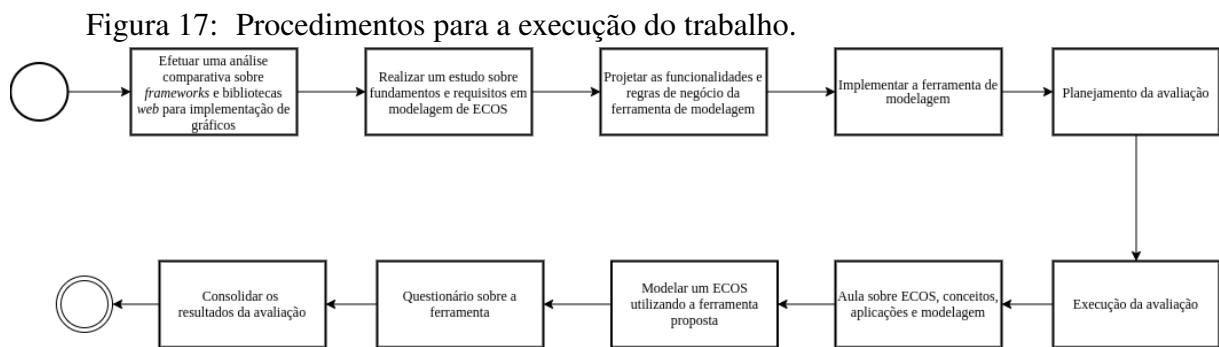 Figura 17: Procedimentos para a execução do trabalho.
Efetuar uma análise
comparativa sobre
frameworks e bibliotecas
web para implementação de
gráficos
Realizar um estudo sobre
fundamentos e requisitos em
modelagem de ECOS
Projetar as funcionalidades e
regras de negócio da
ferramenta de modelagem
Implementar a ferramenta de
modelagem
Planejamento da avaliação
Execução da avaliação
Aula sobre ECOS, conceitos,
aplicações e modelagem
Modelar um ECOS
utilizando a ferramenta
proposta
Questionário sobre a
ferramenta
Consolidar os
resultados da avaliação